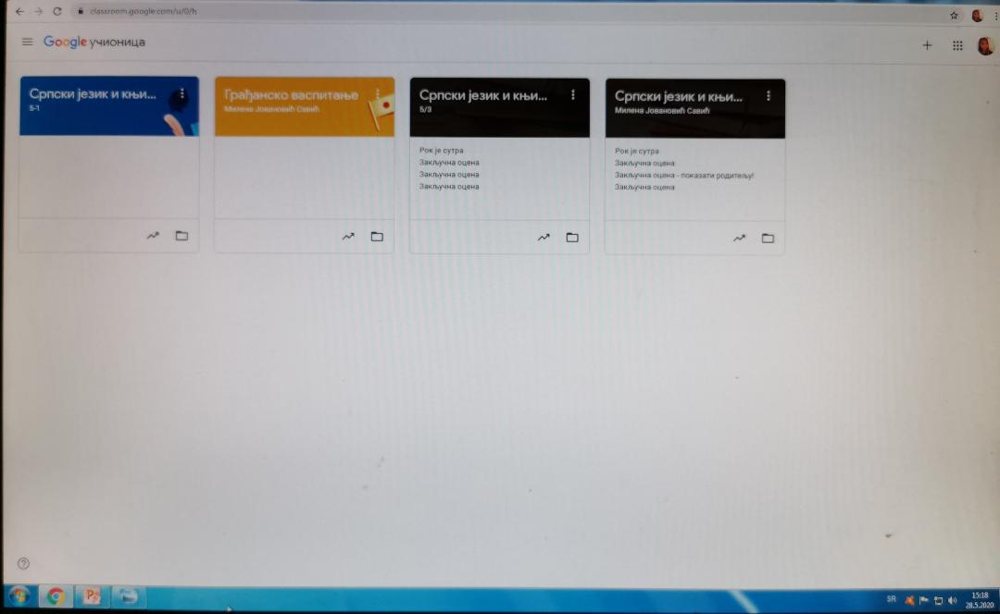 classroom.google.com/u/0/h
Google учионица
Српски језик и књи...
5-1
Грађанско васпитање
Милена Јовановић Савић
Српски језик и књи...
5/3
Рок је сутра
Закључна оцена
Закључна оцена
Закључна оцена
Српски језик и књи...
Милена Јовановић Савић
Рок је сутра
Закључна оцена
Закључна оцена - показати родитељу!
Закључна оцена
SR
15:18
28.5.2020